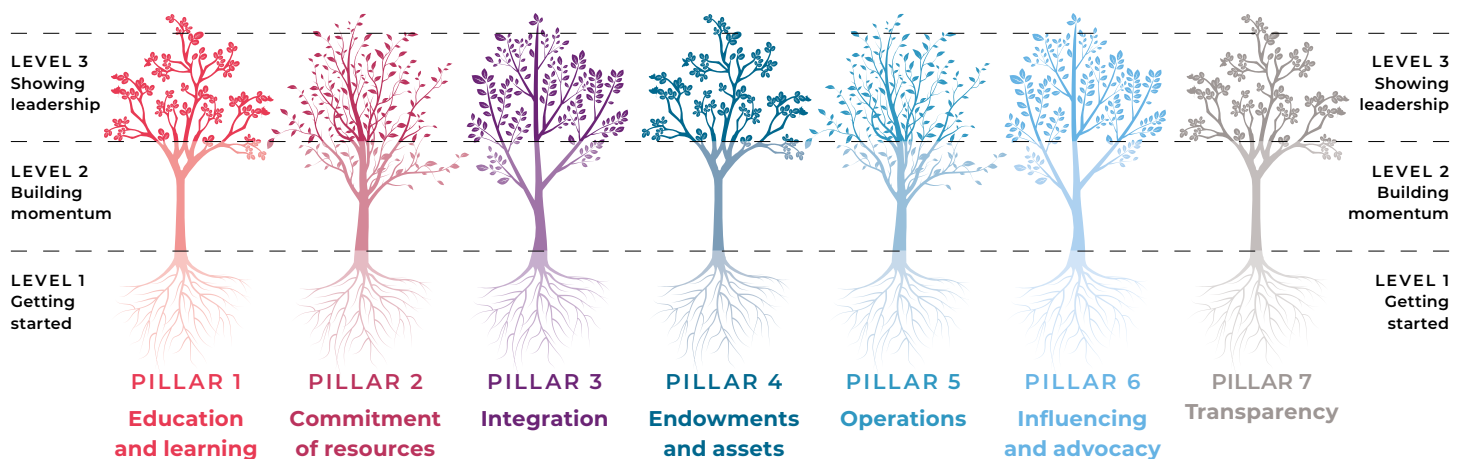 LEVEL 3
Showing
leadership
LEVEL 2
Building
momentum
LEVEL 1
Getting
started
LEVEL 3
Showing
leadership
LEVEL 2
Building
momentum
LEVEL 1
Getting
started
PILLAR 1
Education
and learning
PILLAR 2
Commitment
of resources
PILLAR 3
Integration
PILLAR 4
Endowments
and assets
PILLAR 5
Operations
PILLAR 6
Influencing
and advocacy
PILLAR 7
Transparency